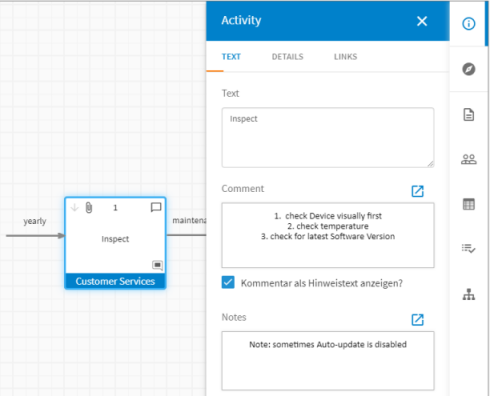 Activity
TEXT DETAILS LINKS
Text
Inspect
Comment
1. check Device visually first
2. check temperature
3. check for latest Software Version
Kommentar als Hinweistext anzeigen?
Notes
Note: sometimes Auto-update is disabled
yearly
1
Inspect
Customer Services
maintena